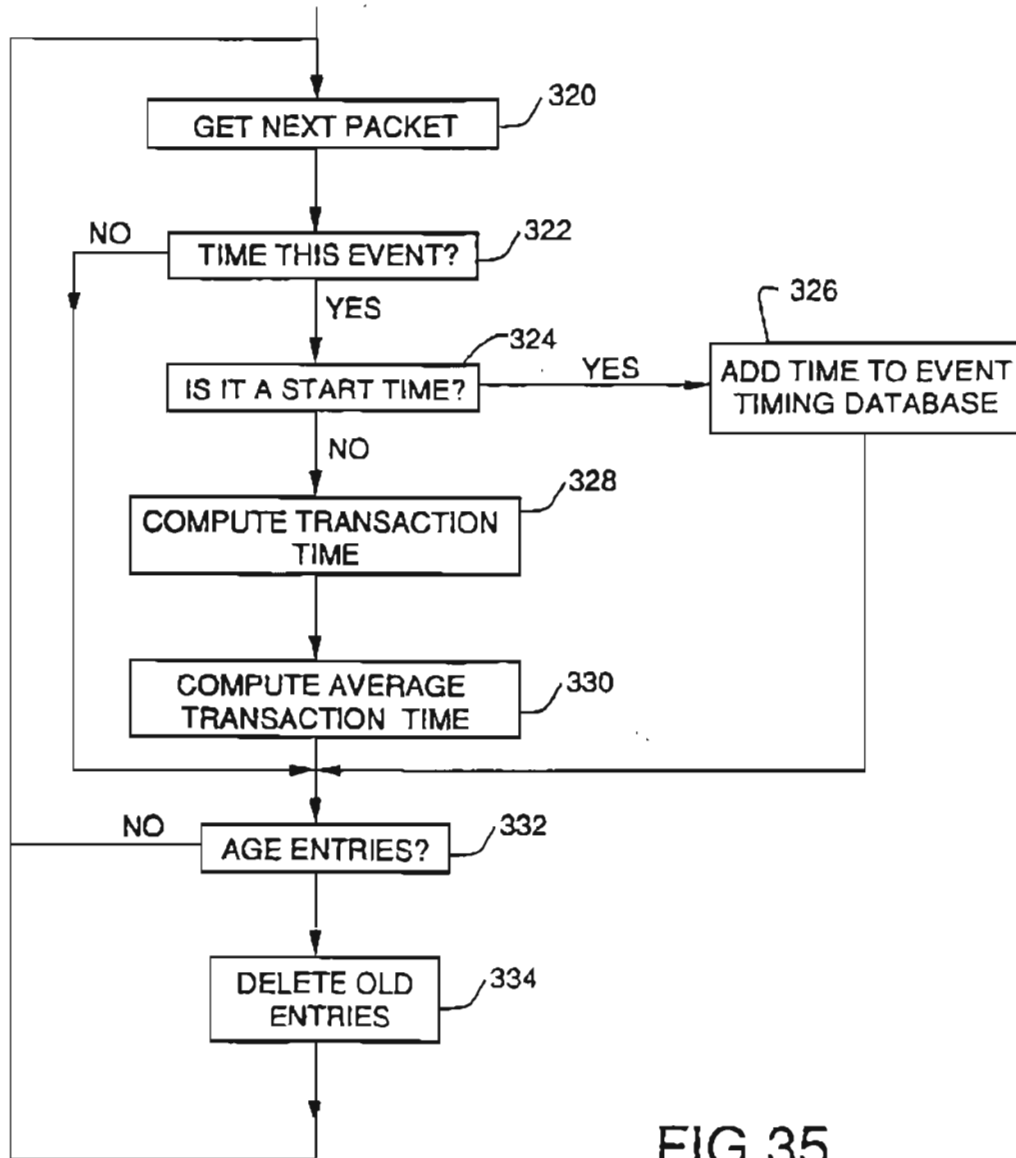 GET NEXT PACKET
320
NO
TIME THIS EVENT?
322
YES
324
IS IT A START TIME?
YES
326
ADD TIME TO EVENT
TIMING DATABASE
NO
328
COMPUTE TRANSACTION
TIME
COMPUTE AVERAGE
TRANSACTION TIME
330
NO
AGE ENTRIES?
332
DELETE OLD
ENTRIES
334
FIG 35